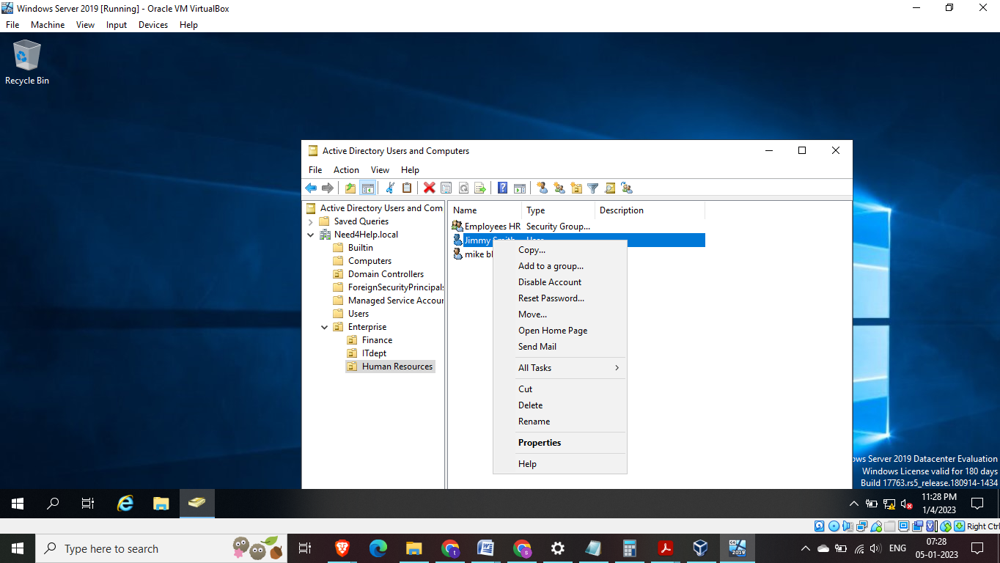 Windows Server 2019 [Running] - Oracle VM VirtualBox
File Machine View Input Devices Help
Recycle Bin
Active Directory Users and Computers
File Action View Help
Active Directory Users and Com
Saved Queries
Need4Help.local
Builtin
Computers
Domain Controllers
ForeignSecurityPrincipals
Managed Service Accour
Users
Enterprise
Finance
ITdept
Human Resources
Name Type Description
Employees HR Security Group...
Jimmy Smith User
mike bl
Copy...
Add to a group...
Disable Account
Reset Password...
Move...
Open Home Page
Send Mail
All Tasks
Cut
Delete
Rename
Properties
Help
ows Server 2019 Datacenter Evaluation
Windows License valid for 180 days
Build 17763.rs5_release.180914-1434
11:28 PM
1/4/2023
Right Ctrl
Type here to search
2019
ENG
07:28
05-01-2023